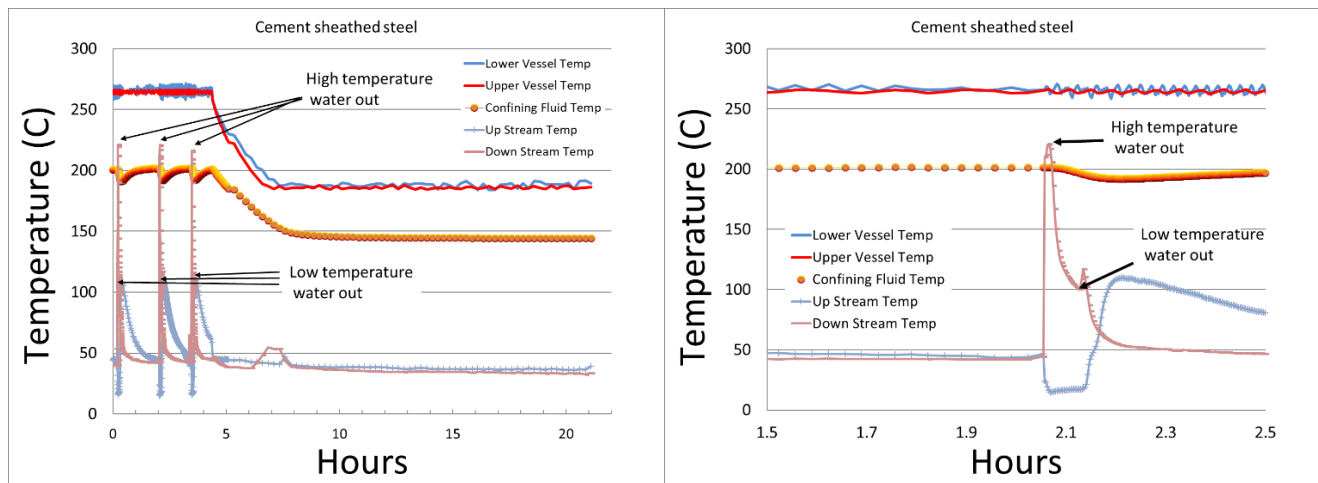 Cement sheathed steel
Temperature (C)
300
250
200
150
100
50
0
High temperature
water out
Lower Vessel Temp
Upper Vessel Temp
Confining Fluid Temp
Up Stream Temp
Down Stream Temp
Low temperature
water out
0 5 10 15 20
Hours
Cement sheathed steel
Temperature (C)
300
250
200
150
100
50
0
High temperature
water out
Low temperature
water out
Lower Vessel Temp
Upper Vessel Temp
Confining Fluid Temp
Up Stream Temp
Down Stream Temp
1.5 1.7 1.9 2.1 2.3 2.5
Hours